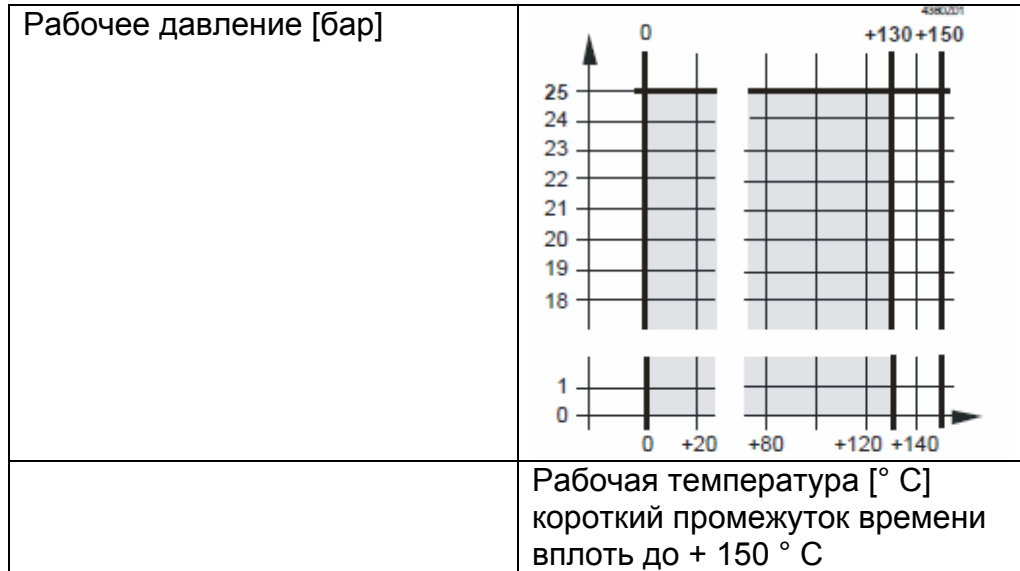 Рабочее давление [бар]
4380Z01
0 +130 +150
25
24
23
22
21
20
19
18
1
0
0 +20 +80 +120 +140
Рабочая температура [° C]
короткий промежуток времени
вплоть до + 150 ° C